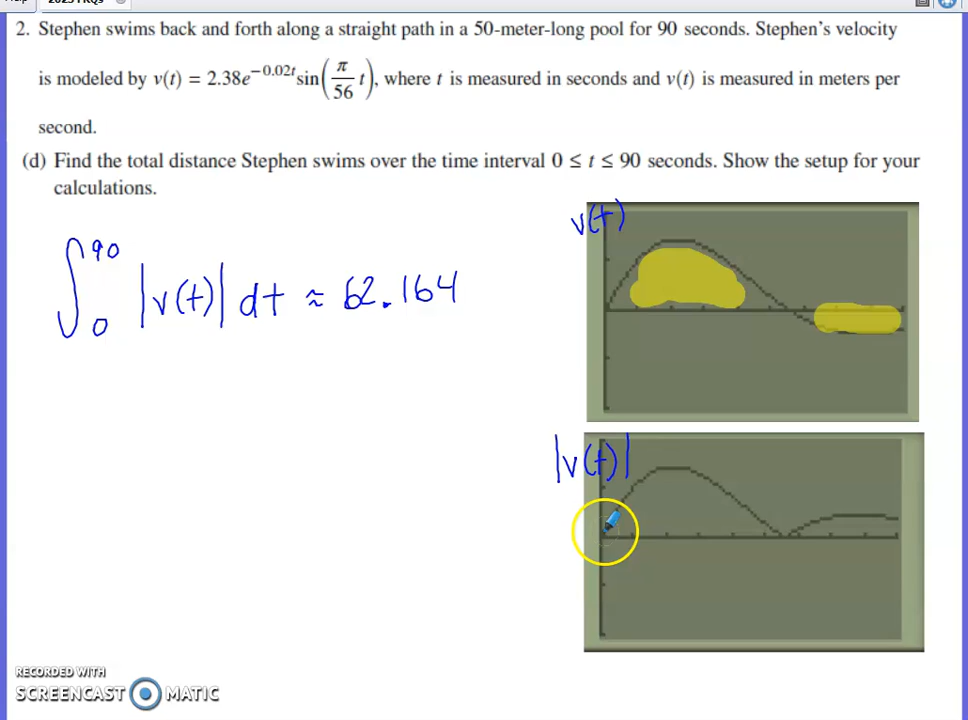 2. Stephen swims back and forth along a straight path in a 50-meter-long pool for 90 seconds. Stephen's velocity
is modeled by v(t) = 2.38e^{-0.02t} sin(π/56 t), where t is measured in seconds and v(t) is measured in meters per
second.
(d) Find the total distance Stephen swims over the time interval 0 ≤ t ≤ 90 seconds. Show the setup for your
calculations.
v(t)
∫_0^{90} |v(t)| dt ≈ 62.164
|v(t)|
RECORDED WITH
SCREENCAST MATIC